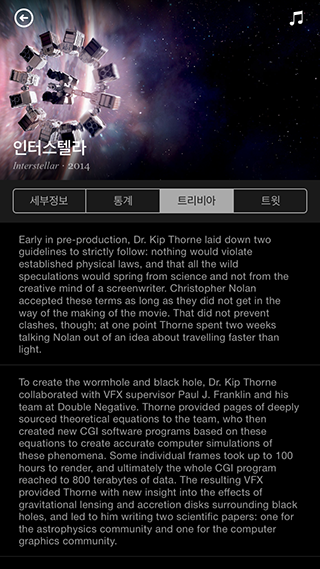 인터스텔라
Interstellar · 2014
세부정보
통계
트리비아
트윗
Early in pre-production, Dr. Kip Thorne laid down two
guidelines to strictly follow: nothing would violate
established physical laws, and that all the wild
speculations would spring from science and not from the
creative mind of a screenwriter. Christopher Nolan
accepted these terms as long as they did not get in the
way of the making of the movie. That did not prevent
clashes, though; at one point Thorne spent two weeks
talking Nolan out of an idea about travelling faster than
light.
To create the wormhole and black hole, Dr. Kip Thorne
collaborated with VFX supervisor Paul J. Franklin and his
team at Double Negative. Thorne provided pages of deeply
sourced theoretical equations to the team, who then
created new CGI software programs based on these
equations to create accurate computer simulations of
these phenomena. Some individual frames took up to 100
hours to render, and ultimately the whole CGI program
reached to 800 terabytes of data. The resulting VFX
provided Thorne with new insight into the effects of
gravitational lensing and accretion disks surrounding black
holes, and led to him writing two scientific papers: one for
the astrophysics community and one for the computer
graphics community.